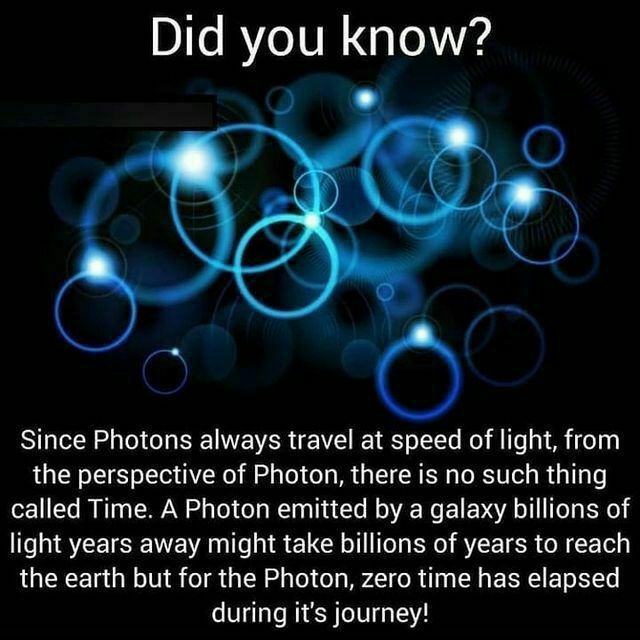 Did you know?
Since Photons always travel at speed of light, from
the perspective of Photon, there is no such thing
called Time. A Photon emitted by a galaxy billions of
light years away might take billions of years to reach
the earth but for the Photon, zero time has elapsed
during it's journey!